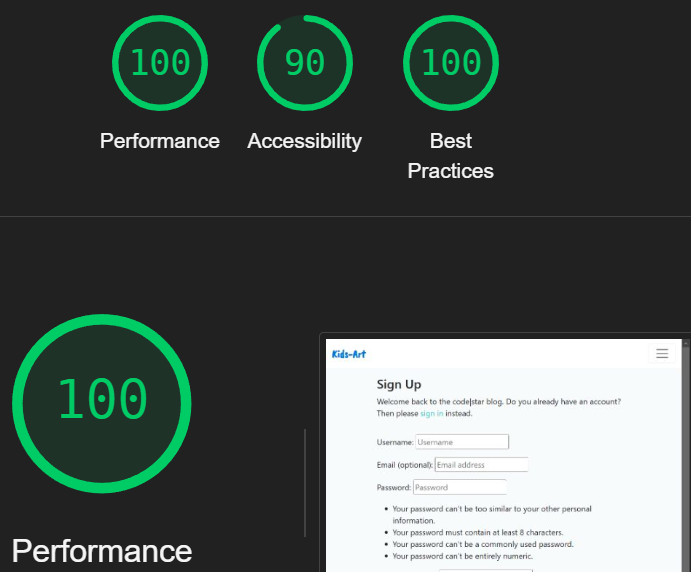 100
90
100
Performance
Accessibility
Best
Practices
100
Performance
Kids-Art
Sign Up
Welcome back to the code|star blog. Do you already have an account?
Then please sign in instead.
Username: Username
Email (optional): Email address
Password: Password
• Your password can't be too similar to your other personal
information.
• Your password must contain at least 8 characters.
• Your password can't be a commonly used password.
• Your password can't be entirely numeric.